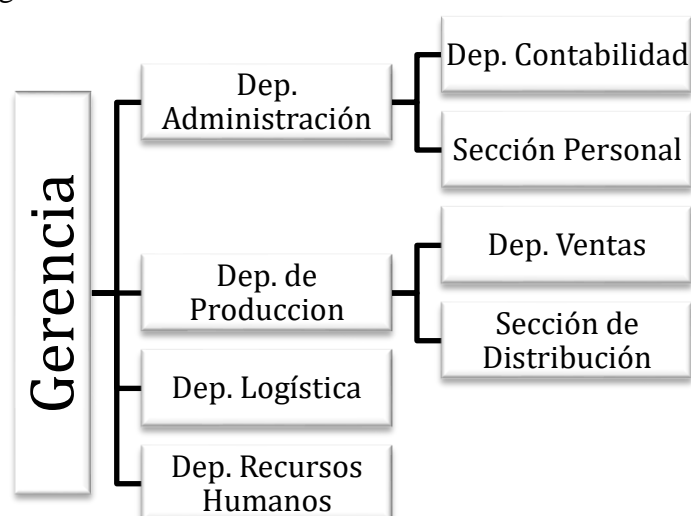 Gerencia
Dep.
Administración
Dep. Contabilidad
Sección Personal
Dep. de
Produccion
Dep. Ventas
Sección de
Distribución
Dep. Logística
Dep. Recursos
Humanos